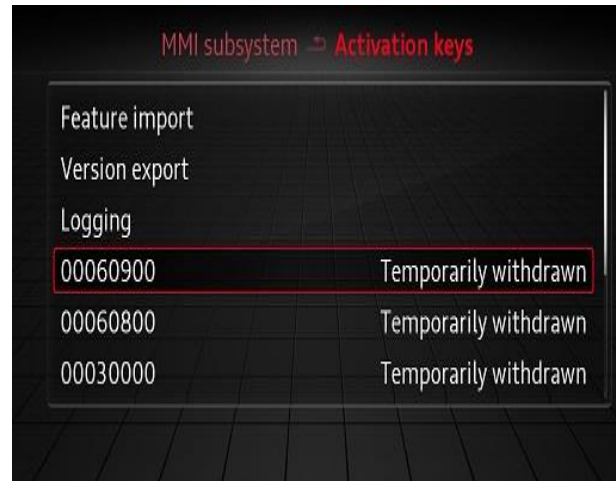 MMI subsystem ⮌ Activation keys
Feature import
Version export
Logging
00060900 Temporarily withdrawn
00060800 Temporarily withdrawn
00030000 Temporarily withdrawn